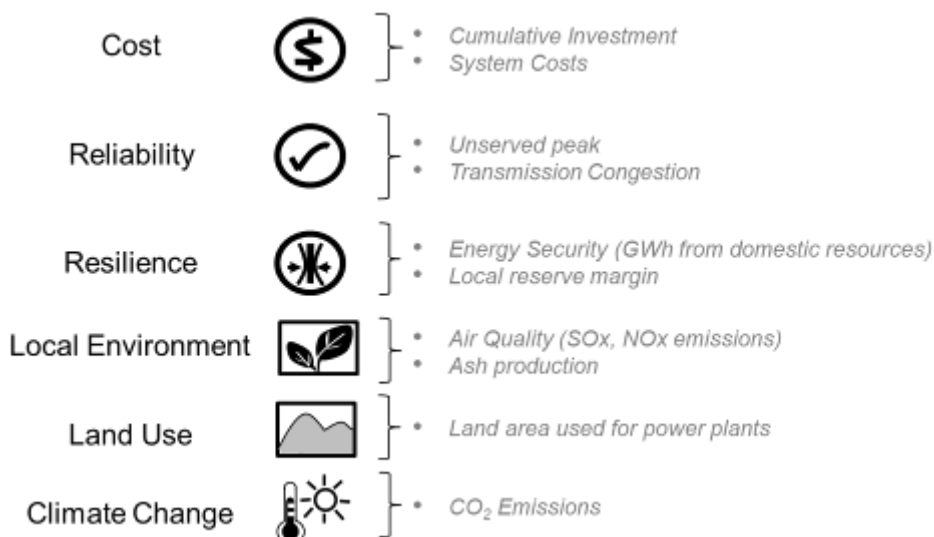 Cost
$
• Cumulative Investment
• System Costs
Reliability
• Unserved peak
• Transmission Congestion
Resilience
• Energy Security (GWh from domestic resources)
• Local reserve margin
Local Environment
• Air Quality (SOx, NOx emissions)
• Ash production
Land Use
• Land area used for power plants
Climate Change
• CO₂ Emissions